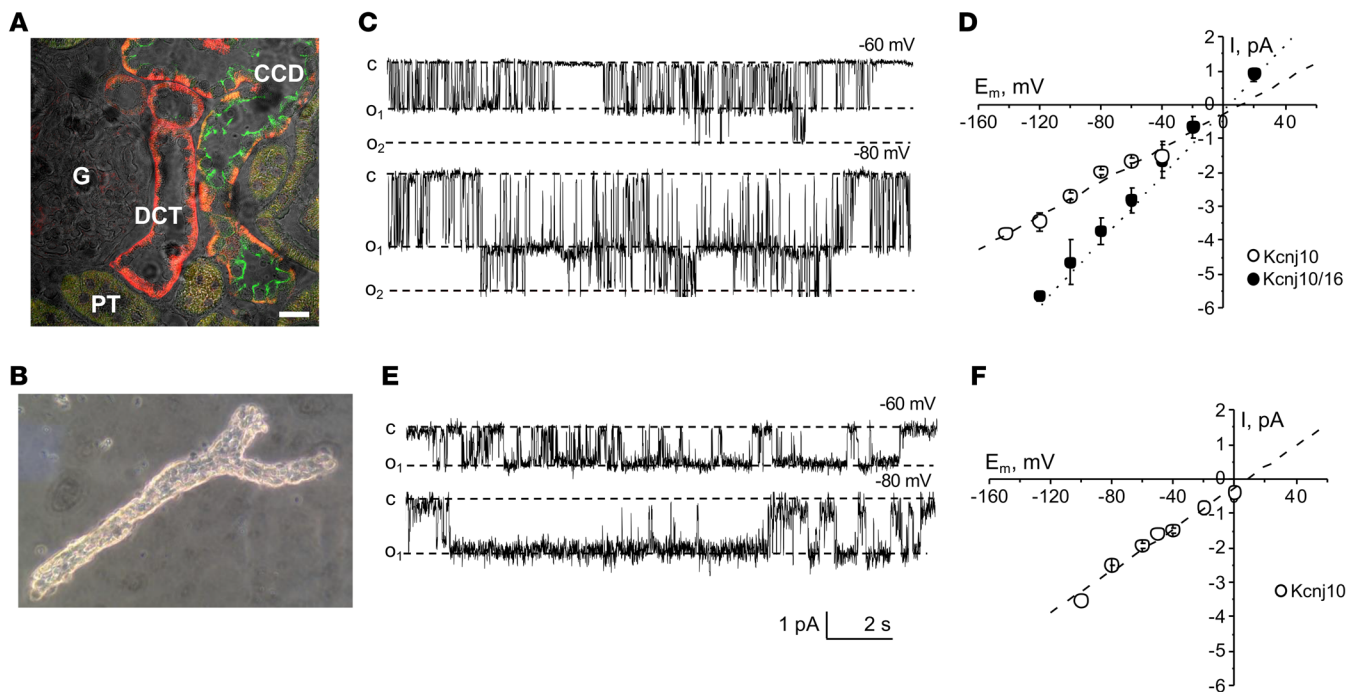 A
CCD
G
DCT
PT
B
C
-60 mV
c
o1
o2
-80 mV
c
o1
o2
D
I, pA
Em, mV
2
1
0
-1
-2
-3
-4
-5
-6
-160
-120
-80
-40
0
40
Kcnj10
Kcnj10/16
E
-60 mV
c
o1
-80 mV
c
o1
1 pA
2 s
F
I, pA
Em, mV
2
1
0
-1
-2
-3
-4
-5
-6
-160
-120
-80
-40
0
40
Kcnj10